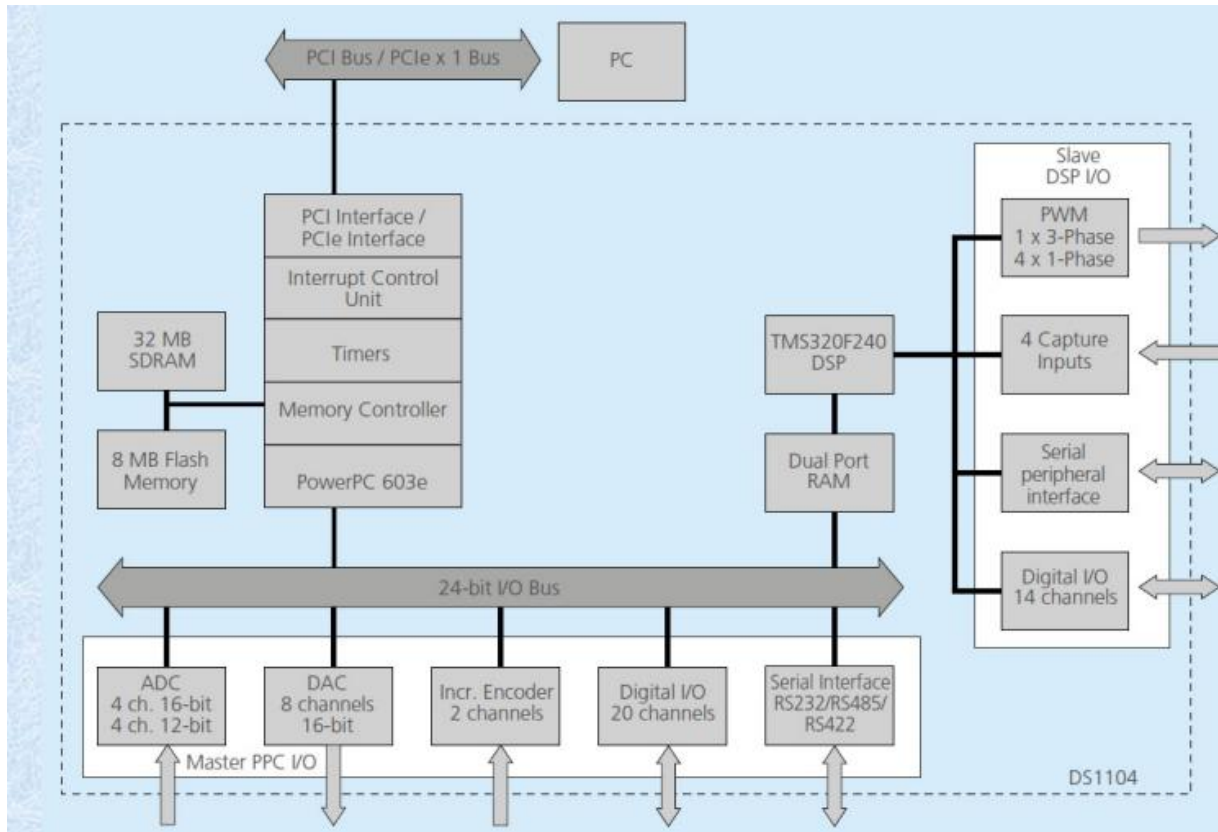 PCI Bus / PCIe x 1 Bus
PC
PCI Interface /
PCIe Interface
Interrupt Control
Unit
Timers
Memory Controller
PowerPC 603e
32 MB
SDRAM
8 MB Flash
Memory
TMS320F240
DSP
Dual Port
RAM
Slave
DSP I/O
PWM
1 x 3-Phase
4 x 1-Phase
4 Capture
Inputs
Serial
peripheral
interface
Digital I/O
14 channels
24-bit I/O Bus
ADC
4 ch. 16-bit
4 ch. 12-bit
DAC
8 channels
16-bit
Incr. Encoder
2 channels
Digital I/O
20 channels
Serial Interface
RS232/RS485/
RS422
Master PPC I/O
DS1104